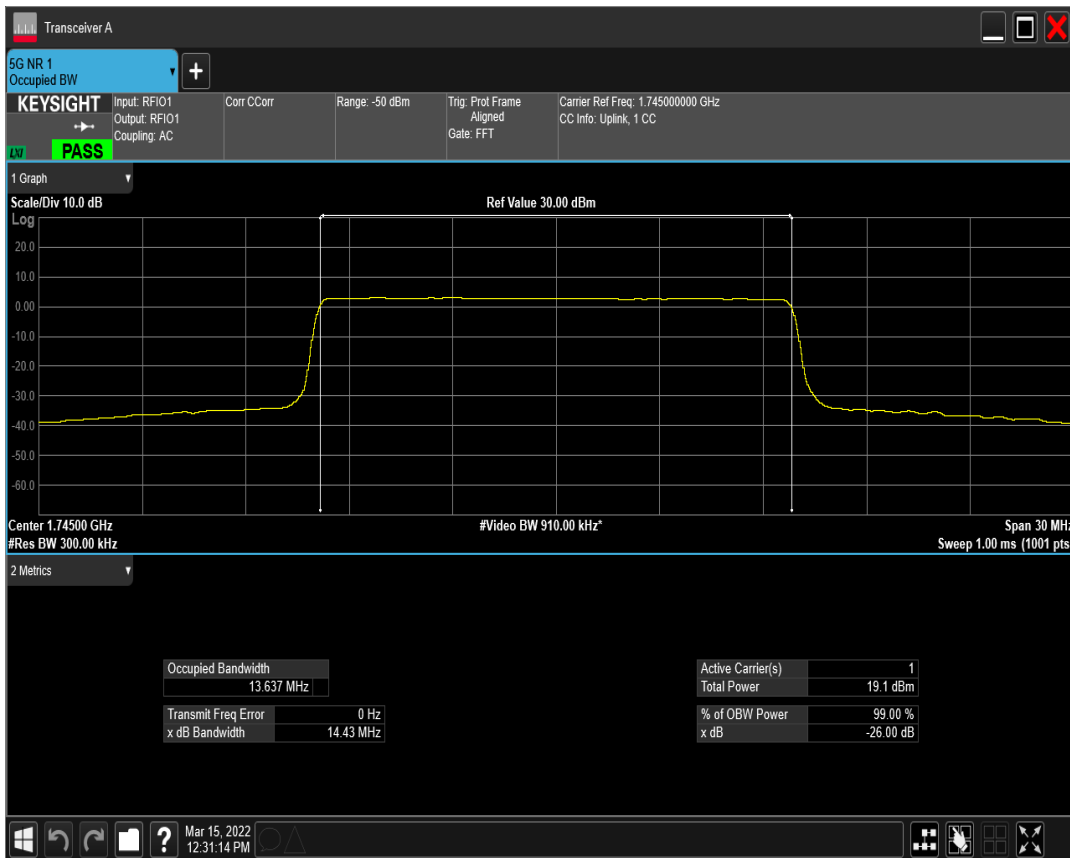 Transceiver A
5G NR 1
Occupied BW
+
KEYSIGHT
LXI
PASS
Input: RFIO1
Output: RFIO1
Coupling: AC
Corr CCorr
Range: -50 dBm
Trig: Prot Frame
Aligned
Gate: FFT
Carrier Ref Freq: 1.745000000 GHz
CC Info: Uplink, 1 CC
1 Graph
Scale/Div 10.0 dB
Ref Value 30.00 dBm
Log
20.0
10.0
0.00
-10.0
-20.0
-30.0
-40.0
-50.0
-60.0
Center 1.74500 GHz
#Video BW 910.00 kHz*
Span 30 MHz
#Res BW 300.00 kHz
Sweep 1.00 ms (1001 pts
2 Metrics
Occupied Bandwidth
13.637 MHz
Transmit Freq Error 0 Hz
x dB Bandwidth 14.43 MHz
Active Carrier(s) 1
Total Power 19.1 dBm
% of OBW Power 99.00 %
x dB -26.00 dB
?
Mar 15, 2022
12:31:14 PM